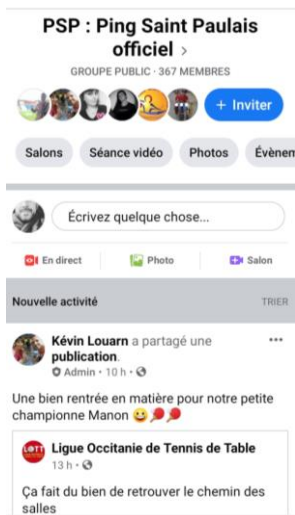 PSP : Ping Saint Paulais
officiel >
GROUPE PUBLIC · 367 MEMBRES
+ Inviter
Salons Séance vidéo Photos Évènem
Écrivez quelque chose...
En direct Photo Salon
Nouvelle activité TRIER
Kévin Louarn a partagé une
publication.
Admin · 10 h ·
Une bien rentrée en matière pour notre petite
championne Manon 😀🏓🏓
LOTT Ligue Occitanie de Tennis de Table
13 h ·
Ça fait du bien de retrouver le chemin des
salles